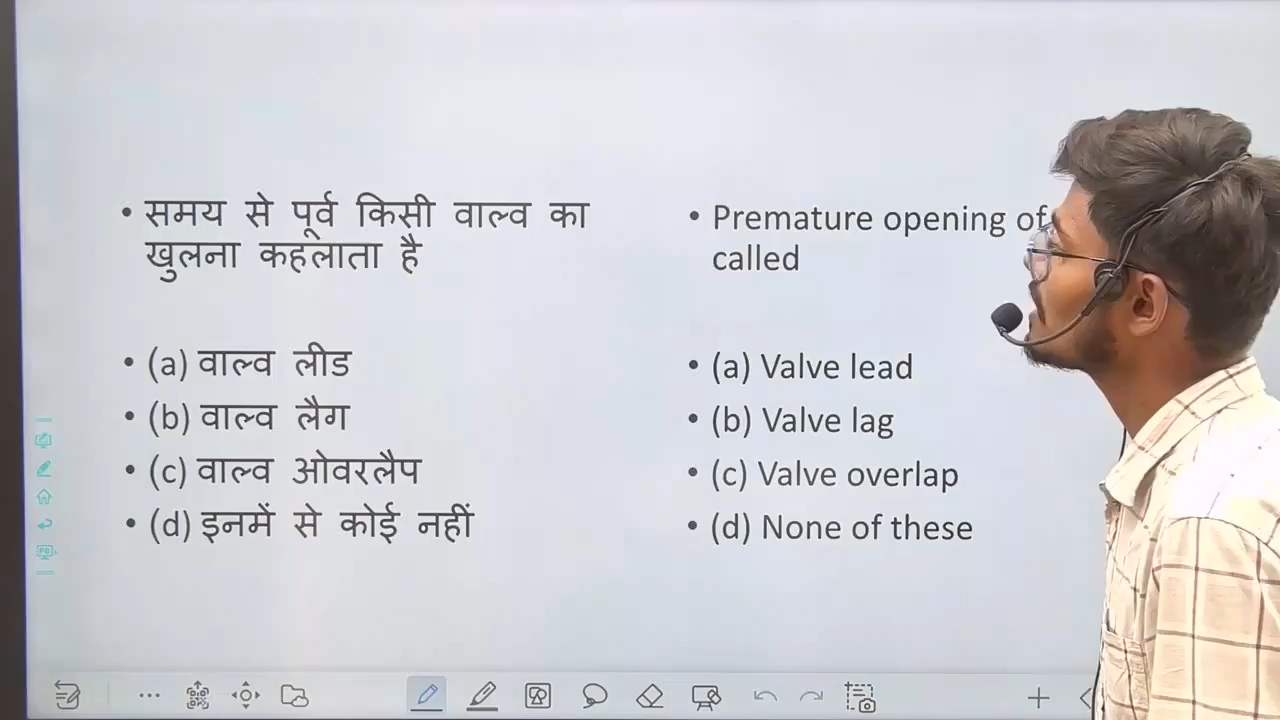 • समय से पूर्व किसी वाल्व का
खुलना कहलाता है
• (a) वाल्व लीड
• (b) वाल्व लैग
• (c) वाल्व ओवरलैप
• (d) इनमें से कोई नहीं
• Premature opening of
called
• (a) Valve lead
• (b) Valve lag
• (c) Valve overlap
• (d) None of these